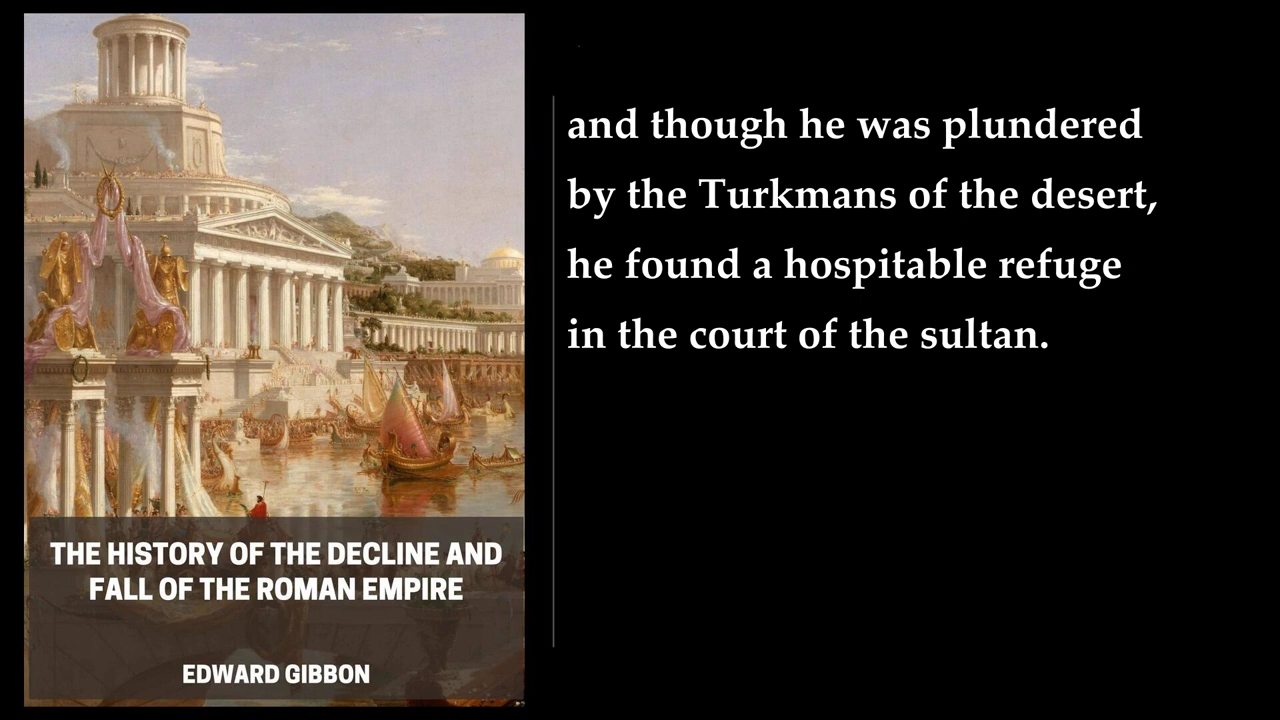 THE HISTORY OF THE DECLINE AND
FALL OF THE ROMAN EMPIRE
EDWARD GIBBON
and though he was plundered
by the Turkmans of the desert,
he found a hospitable refuge
in the court of the sultan.